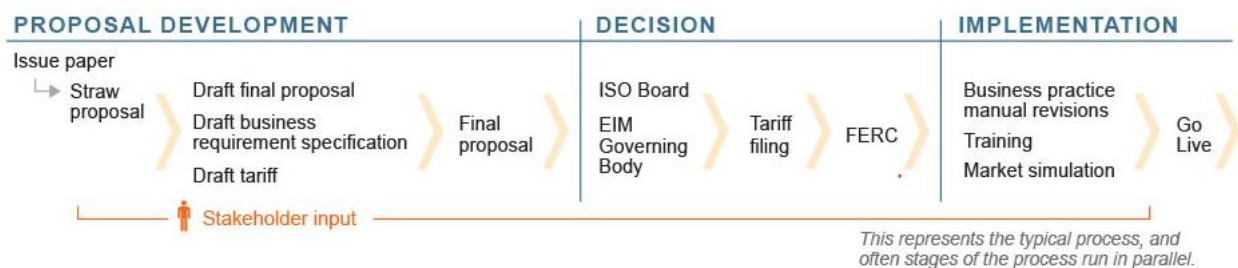 PROPOSAL DEVELOPMENT
DECISION
IMPLEMENTATION
Issue paper
Straw
proposal
Draft final proposal
Draft business
requirement specification
Draft tariff
Final
proposal
ISO Board
EIM
Governing
Body
Tariff
filing
FERC
Business practice
manual revisions
Training
Market simulation
Go
Live
Stakeholder input
This represents the typical process, and
often stages of the process run in parallel.